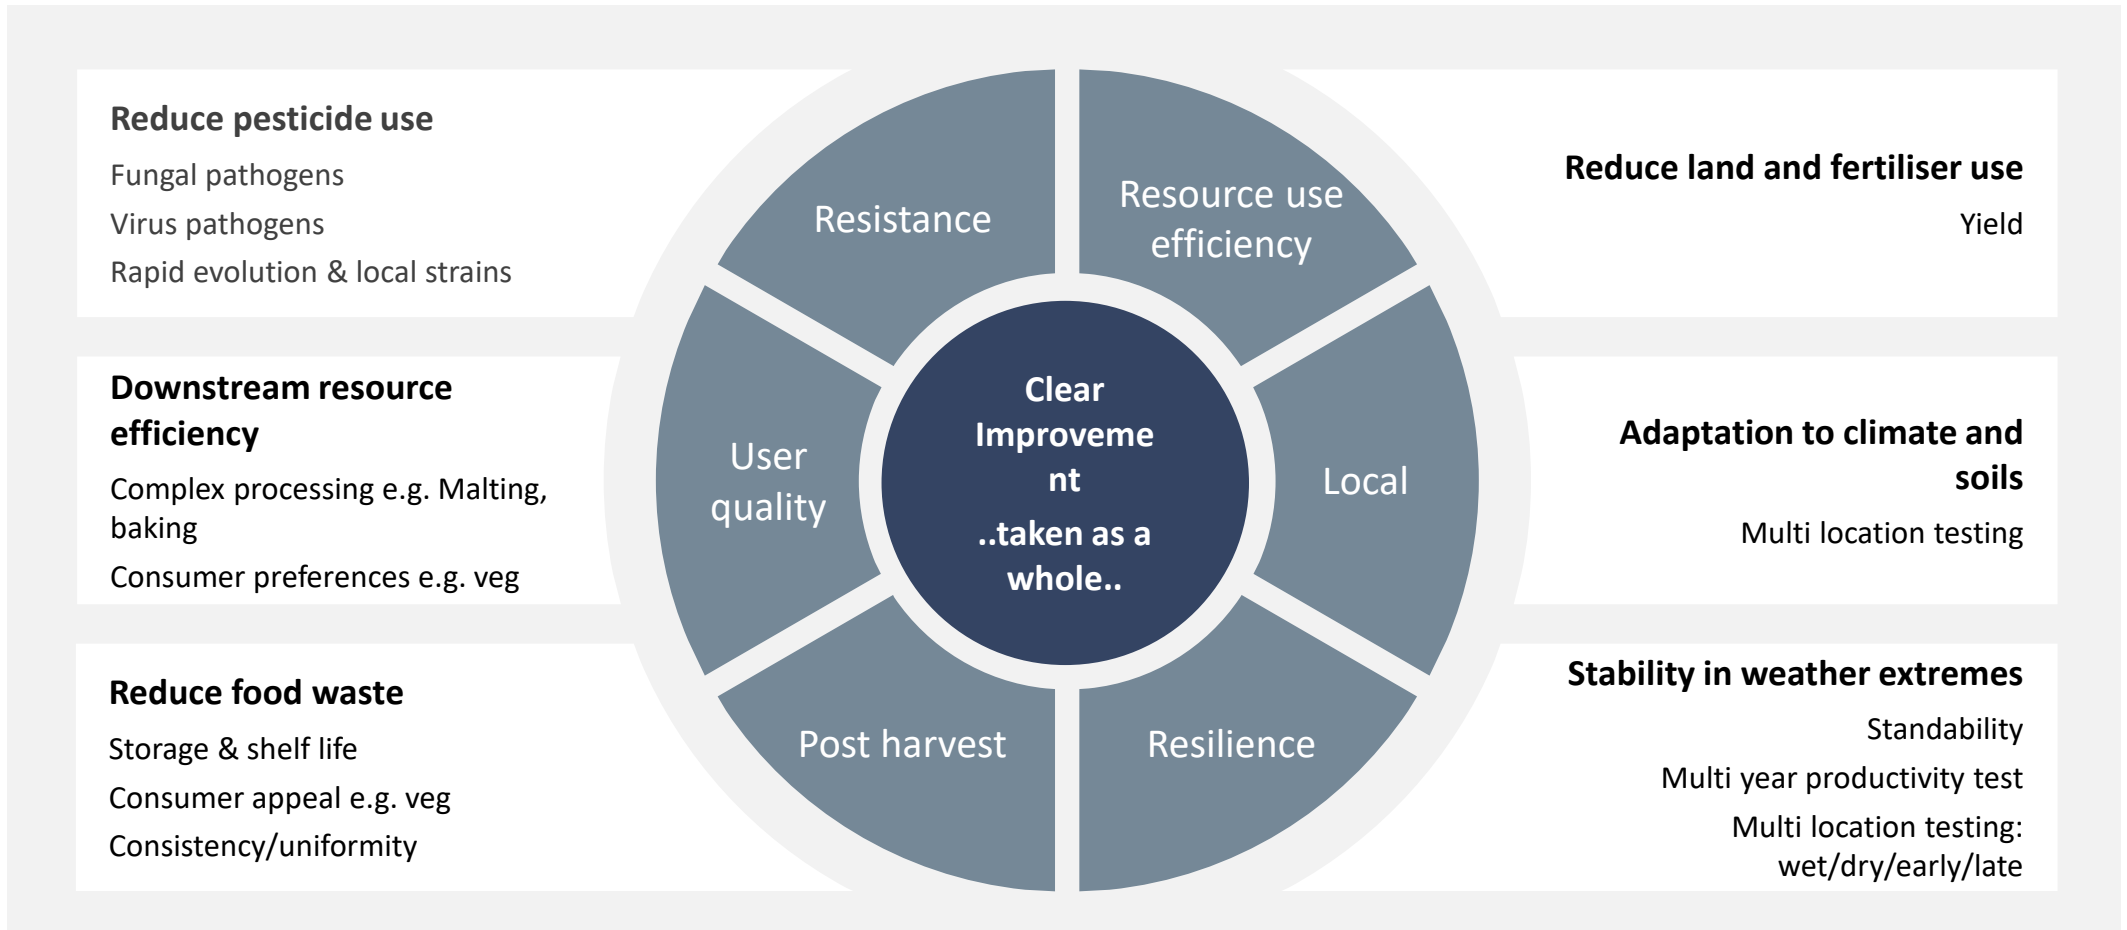 Reduce pesticide use
Fungal pathogens
Virus pathogens
Rapid evolution & local strains
Downstream resource
efficiency
Complex processing e.g. Malting,
baking
Consumer preferences e.g. veg
Reduce food waste
Storage & shelf life
Consumer appeal e.g. veg
Consistency/uniformity
Resistance
Resource use
efficiency
User
quality
Clear
Improveme
nt
..taken as a
whole..
Local
Post harvest
Resilience
Reduce land and fertiliser use
Yield
Adaptation to climate and
soils
Multi location testing
Stability in weather extremes
Standability
Multi year productivity test
Multi location testing:
wet/dry/early/late